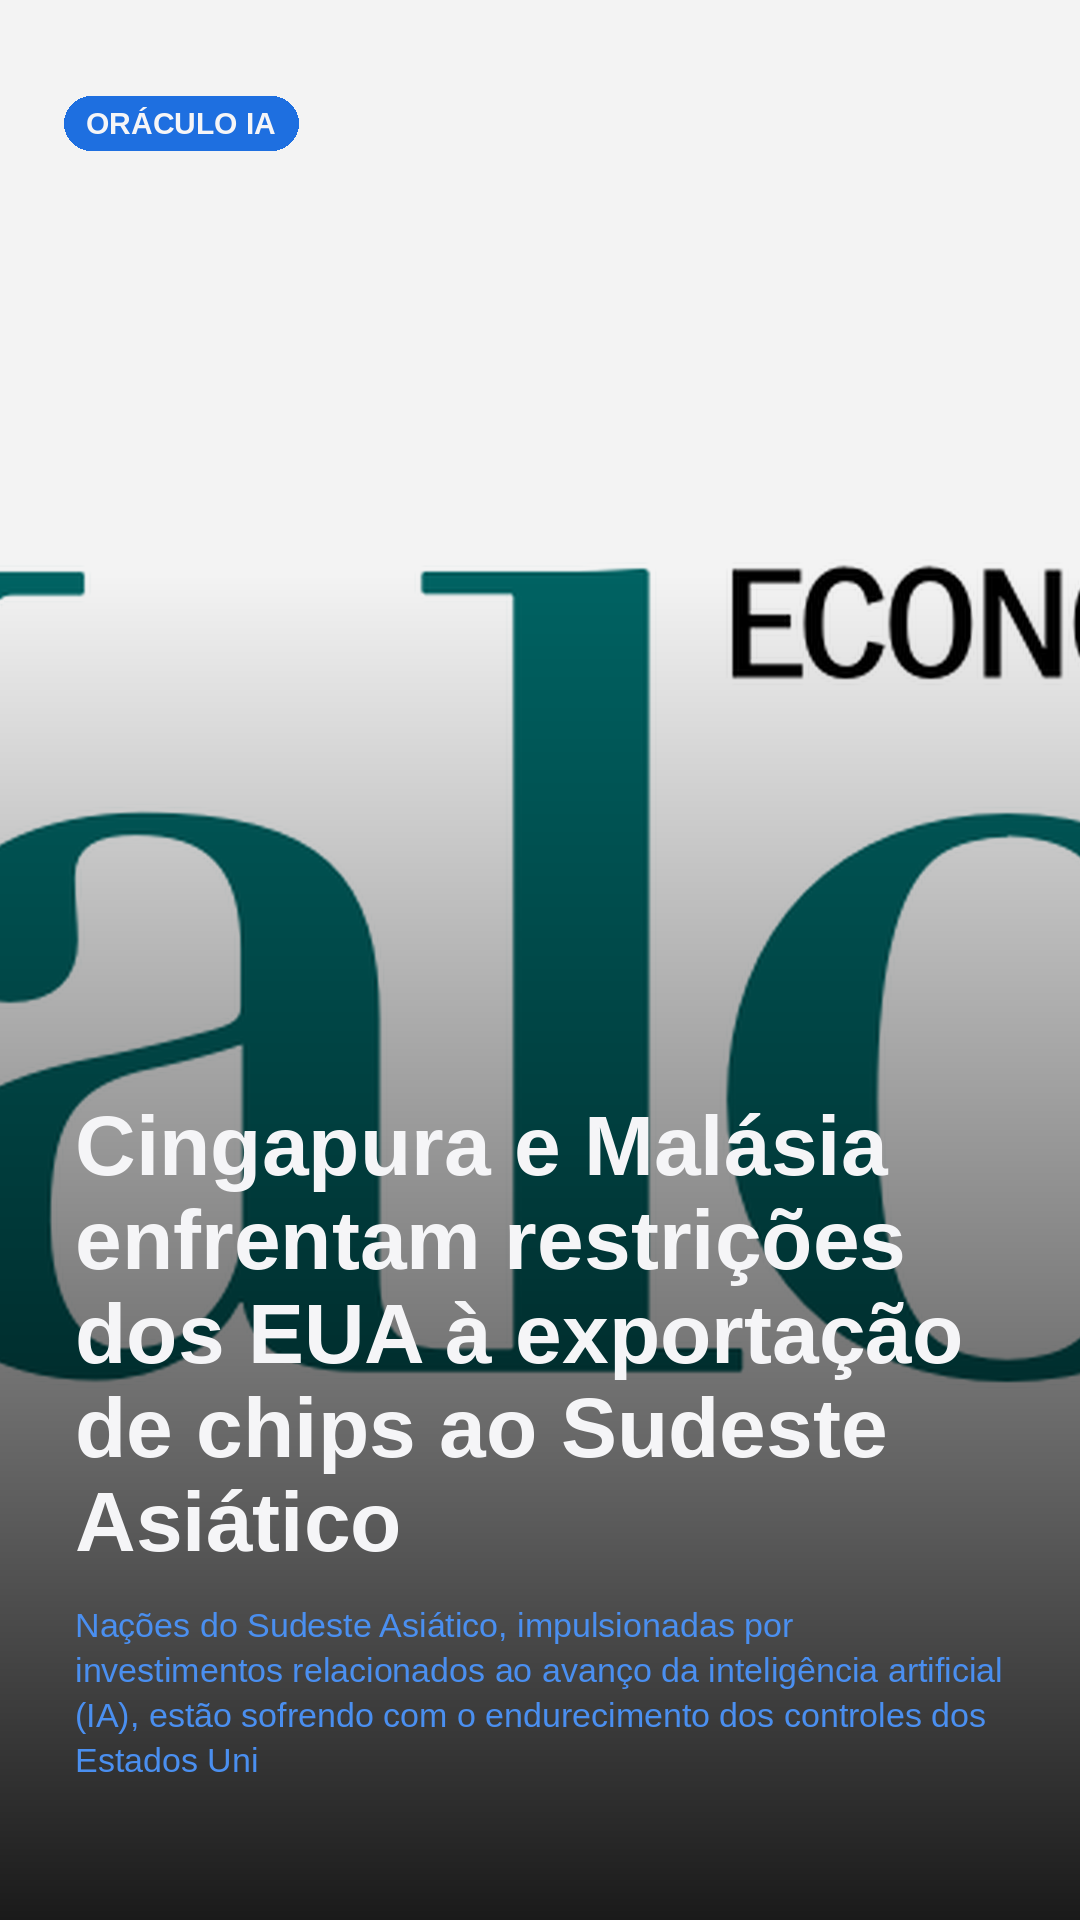 ORÁCULO IA
ECON
alo
Cingapura e Malásia
enfrentam restrições
dos EUA à exportação
de chips ao Sudeste
Asiático
Nações do Sudeste Asiático, impulsionadas por
investimentos relacionados ao avanço da inteligência artificial
(IA), estão sofrendo com o endurecimento dos controles dos
Estados Uni